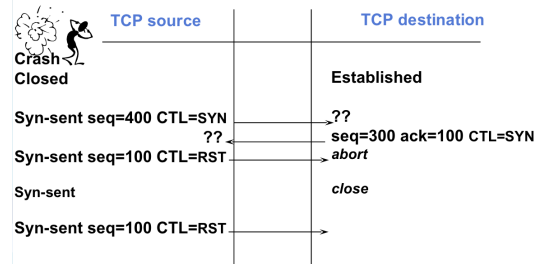 TCP source TCP destination
Crash
Closed Established
Syn-sent seq=400 CTL=SYN ??
?? seq=300 ack=100 CTL=SYN
Syn-sent seq=100 CTL=RST abort
Syn-sent close
Syn-sent seq=100 CTL=RST